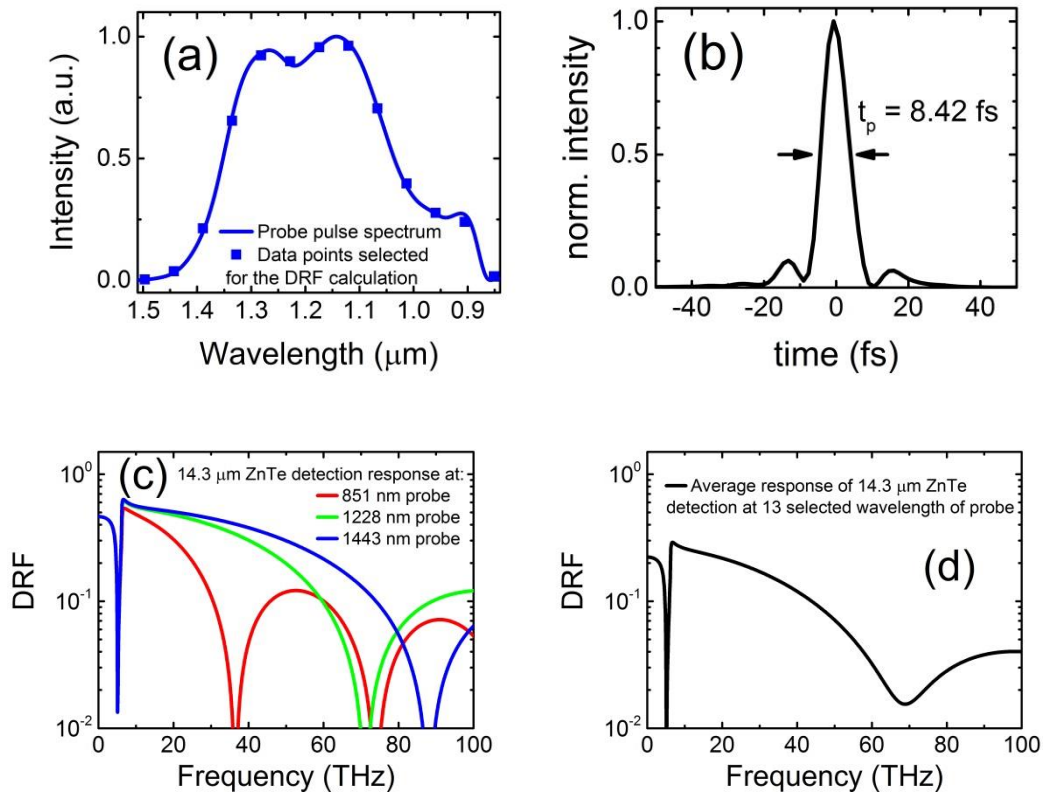 (a)
Intensity (a.u.)
1.0
0.5
0.0
Probe pulse spectrum
Data points selected
for the DRF calculation
1.5 1.4 1.3 1.2 1.1 1.0 0.9
Wavelength (μm)
(b)
norm. intensity
1.0
0.5
0.0
t_p = 8.42 fs
-40 -20 0 20 40
time (fs)
(c)
DRF
10^0
10^-1
10^-2
14.3 μm ZnTe detection response at:
851 nm probe
1228 nm probe
1443 nm probe
0 20 40 60 80 100
Frequency (THz)
(d)
DRF
10^0
10^-1
10^-2
Average response of 14.3 μm ZnTe
detection at 13 selected wavelength of probe
0 20 40 60 80 100
Frequency (THz)